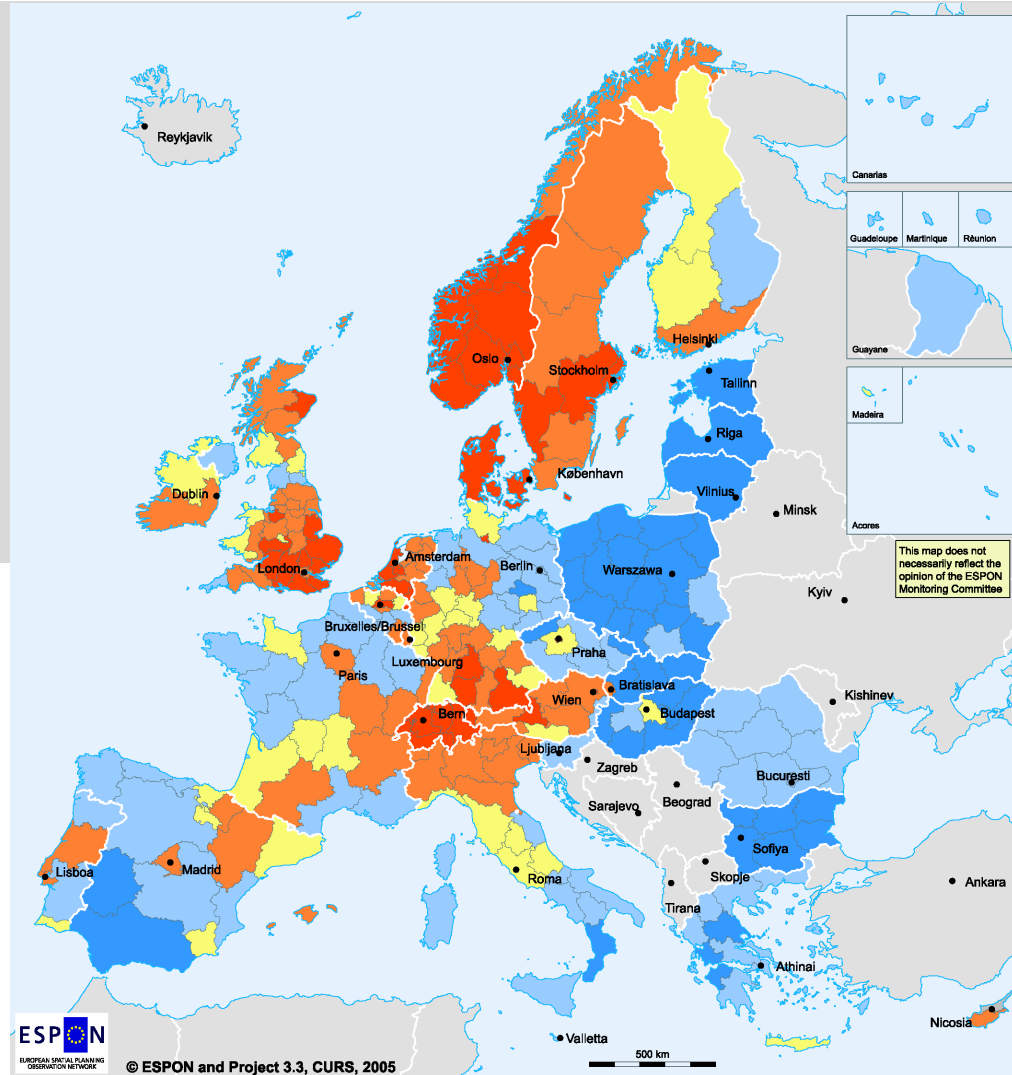 Reykjavik
Canarias
Guadeloupe
Martinique
Rèunion
Guayane
Oslo
Stockholm
Helsinki
Tallinn
Madeira
Riga
Vilnius
København
Minsk
Acores
Dublin
London
Amsterdam
Berlin
Warszawa
This map does not
necessarily reflect the
opinion of the ESPON
Monitoring Committee
Kyiv
Bruxelles/Brussel
Praha
Luxembourg
Paris
Bratislava
Wien
Kishinev
Bern
Budapest
Ljubljana
Zagreb
Bucuresti
Sarajevo
Beograd
Sofiya
Lisboa
Madrid
Roma
Skopje
Ankara
Tirana
Athinai
Nicosia
Valletta
ESPON
EUROPEAN SPATIAL PLANNING
OBSERVATION NETWORK
© ESPON and Project 3.3, CURS, 2005
500 km